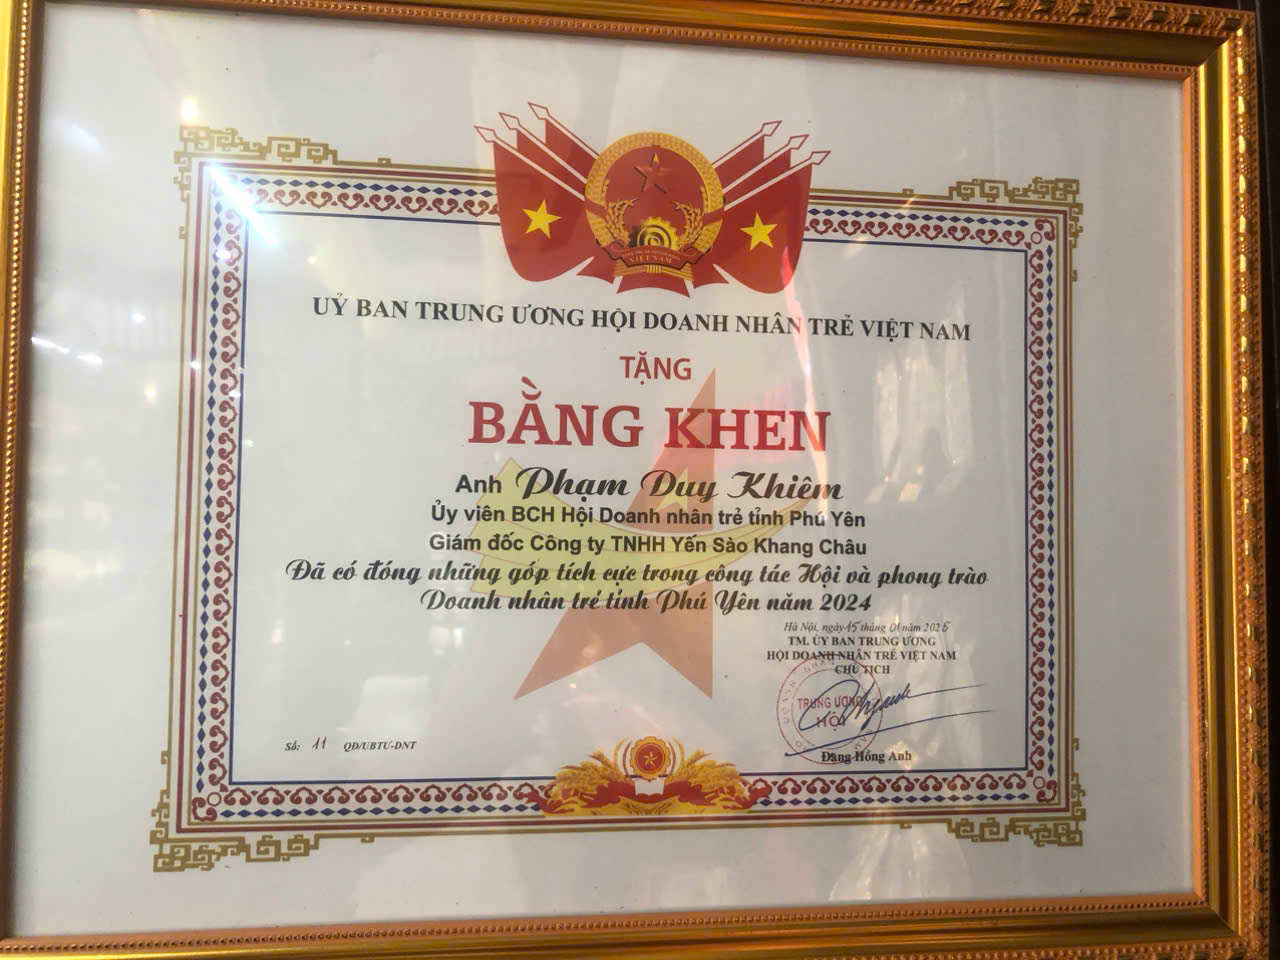 VIỆT NAM
UỶ BAN TRUNG ƯƠNG HỘI DOANH NHÂN TRẺ VIỆT NAM
TẶNG
BẰNG KHEN
Anh Phạm Duy Khiêm
Ủy viên BCH Hội Doanh nhân trẻ tỉnh Phú Yên
Giám đốc Công ty TNHH Yến Sào Khang Châu
Đã có đóng những góp tích cực trong công tác Hội và phong trào
Doanh nhân trẻ tỉnh Phú Yên năm 2024
Hà Nội, ngày 15 tháng 01 năm 2025
TM. ỦY BAN TRUNG ƯƠNG
HỘI DOANH NHÂN TRẺ VIỆT NAM
CHỦ TỊCH
TRUNG ƯƠNG
HỘI
Đặng Hồng Anh
Số: 11 QĐ/UBTƯ-DNT